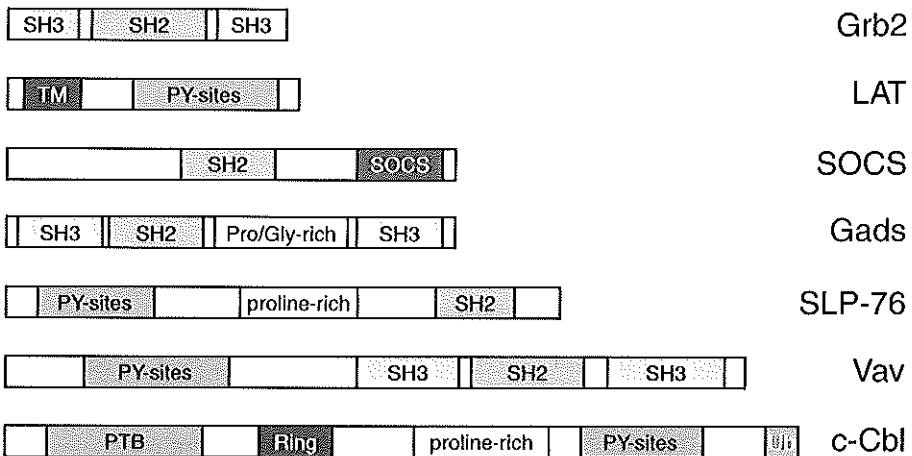 SH3 SH2 SH3 Grb2
TM PY-sites LAT
SH2 SOCS SOCS
SH3 SH2 Pro/Gly-rich SH3 Gads
PY-sites proline-rich SH2 SLP-76
PY-sites SH3 SH2 SH3 Vav
PTB Ring proline-rich PY-sites c-Cbl